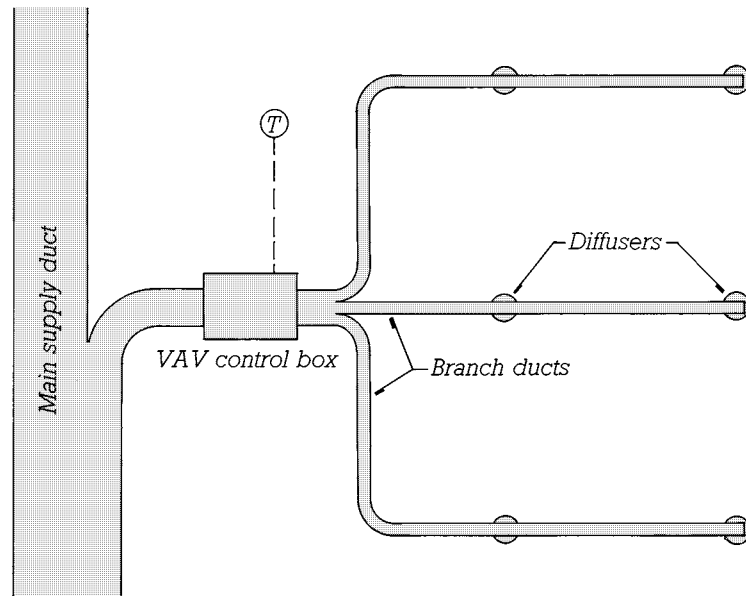 T
Diffusers
Main supply duct
VAV control box
Branch ducts